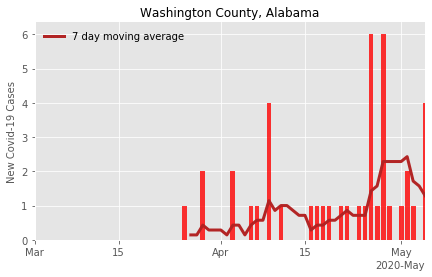 Washington County, Alabama
7 day moving average
New Covid-19 Cases
6
5
4
3
2
1
0
Mar
15
Apr
15
May
2020-May